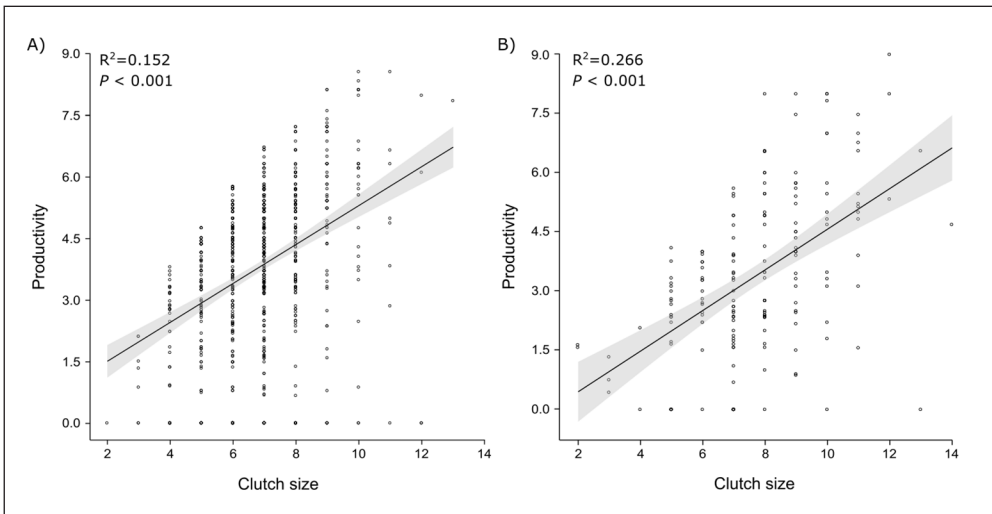 A)
R²=0.152
P < 0.001
9.0
7.5
6.0
4.5
3.0
1.5
0.0
Productivity
2 4 6 8 10 12 14
Clutch size
B)
R²=0.266
P < 0.001
9.0
7.5
6.0
4.5
3.0
1.5
0.0
Productivity
2 4 6 8 10 12 14
Clutch size